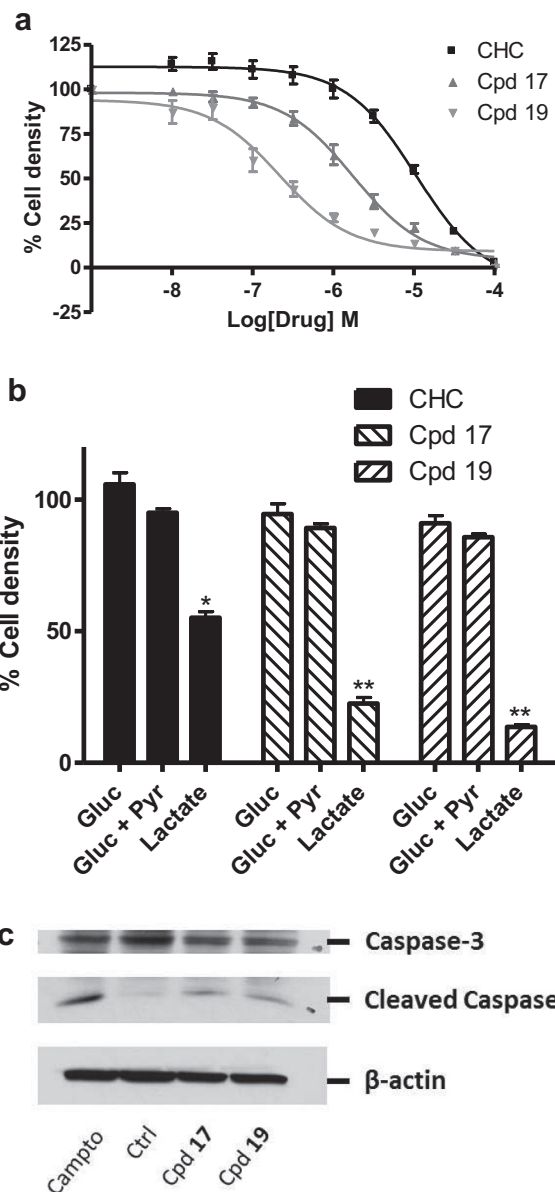 a
125
100
75
50
25
0
-25
% Cell density
-8 -7 -6 -5 -4
Log[Drug] M
CHC
Cpd 17
Cpd 19
b
CHC
Cpd 17
Cpd 19
100
50
0
% Cell density
*
**
**
Gluc
Gluc + Pyr
Lactate
Gluc
Gluc + Pyr
Lactate
Gluc
Gluc + Pyr
Lactate
c
Caspase-3
Cleaved Caspase
β-actin
Campto
Ctrl
Cpd 17
Cpd 19